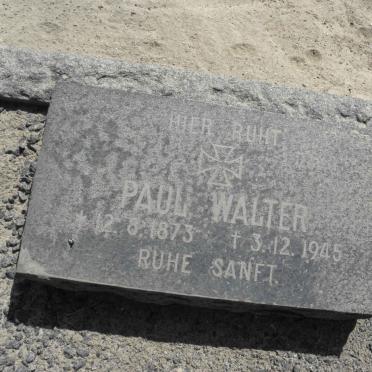 HIER RUHT
PAUL WALTER
* 12.8.1873 † 3.12.1945
RUHE SANFT.